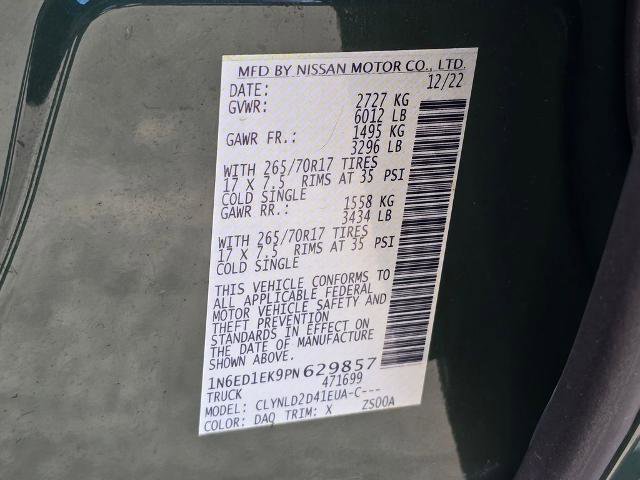 MFD BY NISSAN MOTOR CO., LTD.
DATE: 12/22
GVWR: 2727 KG
6012 LB
GAWR FR.: 1495 KG
3296 LB
WITH 265/70R17 TIRES
17 X 7.5 RIMS AT 35 PSI
COLD SINGLE
GAWR RR.: 1558 KG
3434 LB
WITH 265/70R17 TIRES
17 X 7.5 RIMS AT 35 PSI
COLD SINGLE
THIS VEHICLE CONFORMS TO
ALL APPLICABLE FEDERAL
MOTOR VEHICLE SAFETY AND
THEFT PREVENTION
STANDARDS IN EFFECT ON
THE DATE OF MANUFACTURE
SHOWN ABOVE.
1N6ED1EK9PN629857
TRUCK 471699
MODEL: CLYNLD2D41EUA-C---
COLOR: DAQ TRIM: X ZS00A